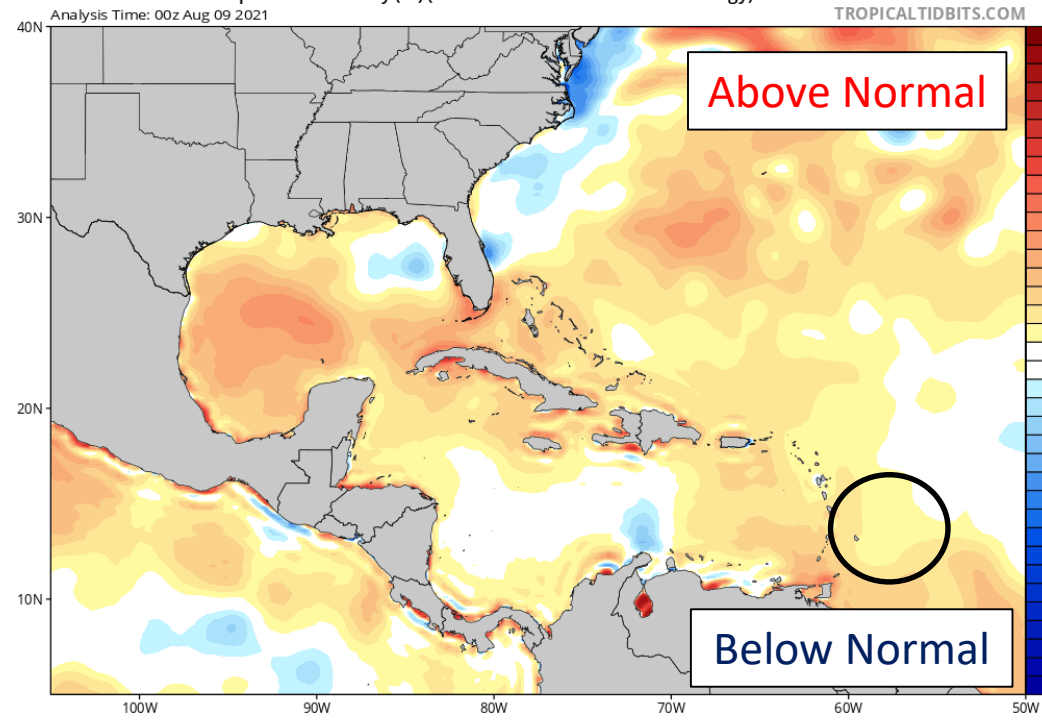 Analysis Time: 00z Aug 09 2021
TROPICALTIDBITS.COM
40N
Above Normal
30N
20N
10N
Below Normal
100W 90W 80W 70W 60W 50W